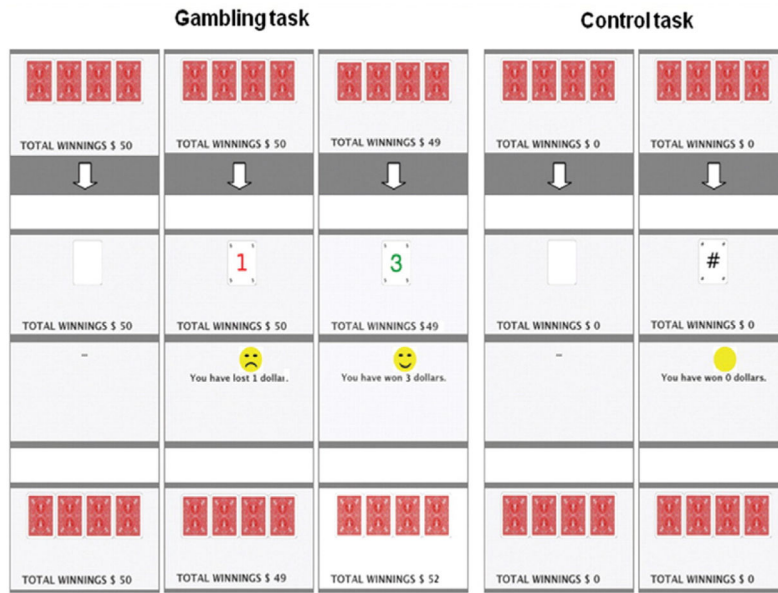 Gambling task
Control task
TOTAL WINNINGS $ 50
TOTAL WINNINGS $ 50
TOTAL WINNINGS $ 49
TOTAL WINNINGS $ 0
TOTAL WINNINGS $ 0
1
3
#
TOTAL WINNINGS $ 50
TOTAL WINNINGS $ 50
TOTAL WINNINGS $49
TOTAL WINNINGS $ 0
TOTAL WINNINGS $ 0
You have lost 1 dollar.
You have won 3 dollars.
You have won 0 dollars.
TOTAL WINNINGS $ 50
TOTAL WINNINGS $ 49
TOTAL WINNINGS $ 52
TOTAL WINNINGS $ 0
TOTAL WINNINGS $ 0